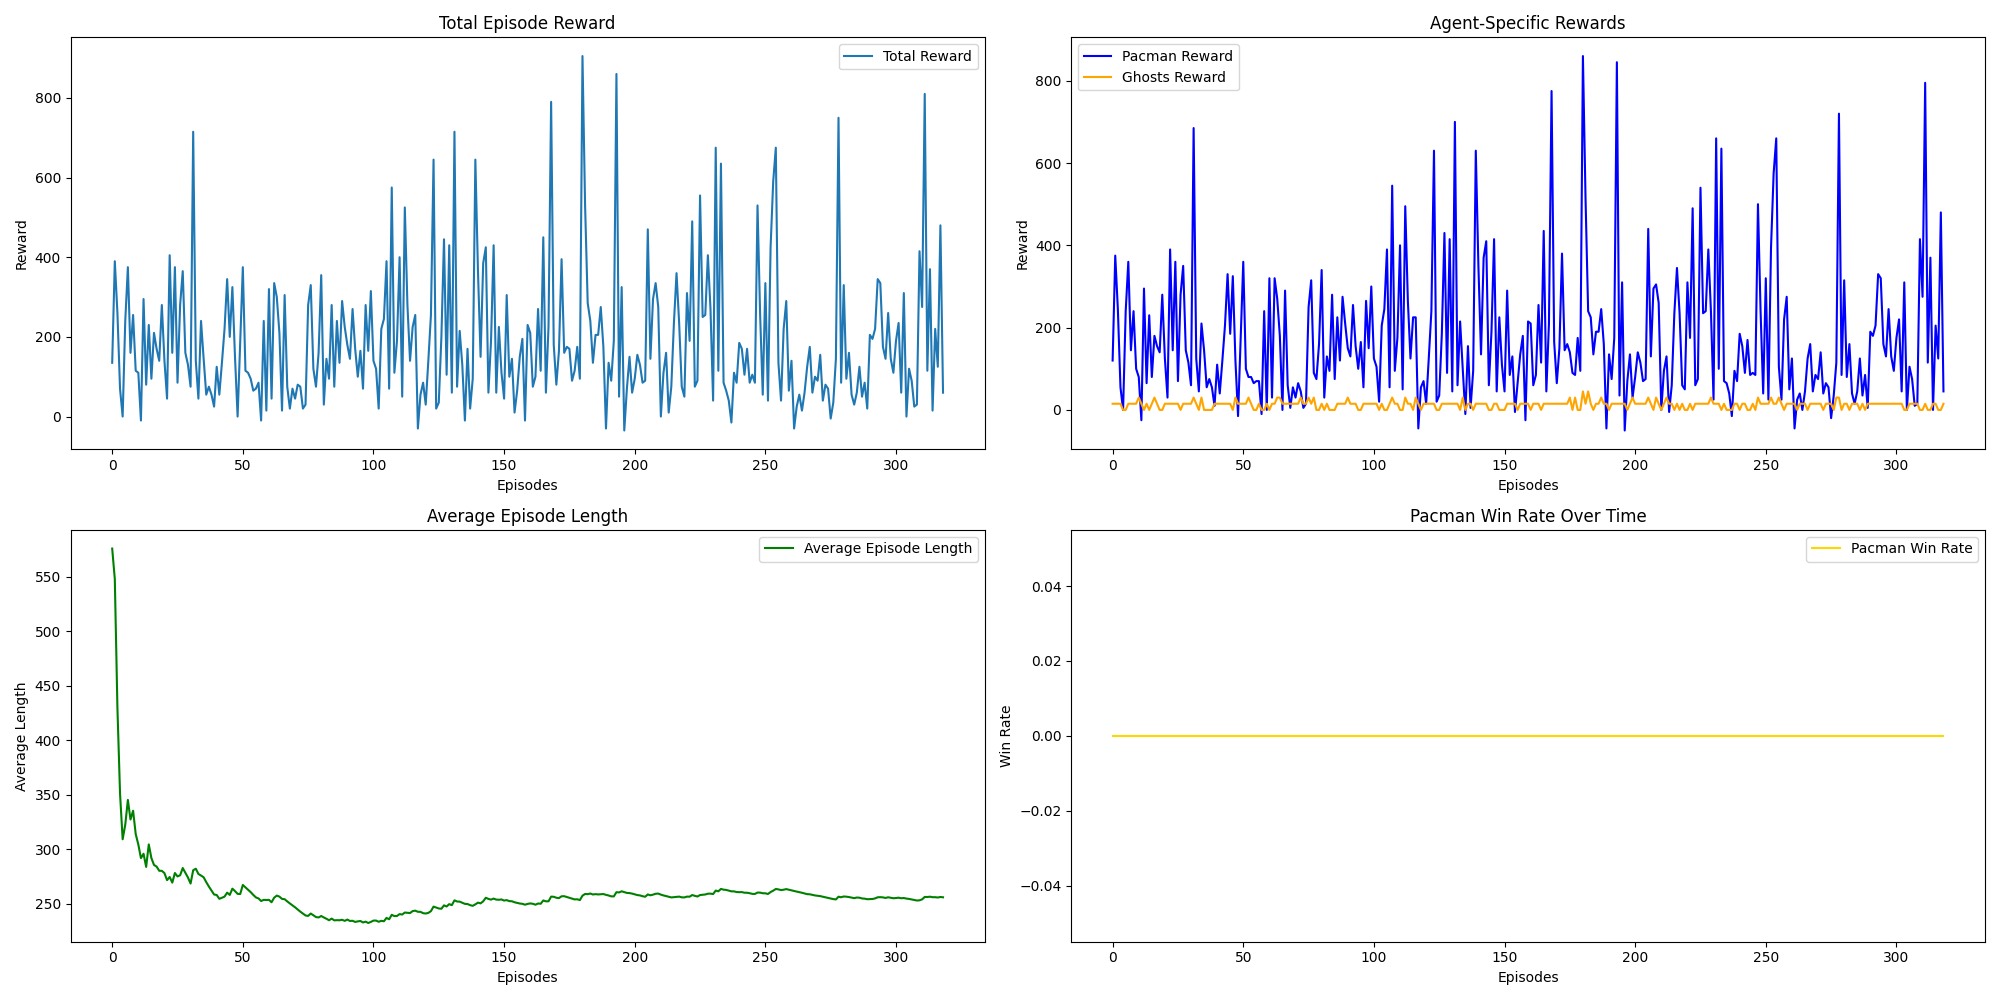 Total Episode Reward
Total Reward
Reward
800
600
400
200
0
0 50 100 150 200 250 300
Episodes
Agent-Specific Rewards
Pacman Reward
Ghosts Reward
Reward
800
600
400
200
0
0 50 100 150 200 250 300
Episodes
Average Episode Length
Average Episode Length
Average Length
550
500
450
400
350
300
250
0 50 100 150 200 250 300
Episodes
Pacman Win Rate Over Time
Pacman Win Rate
Win Rate
0.04
0.02
0.00
−0.02
−0.04
0 50 100 150 200 250 300
Episodes